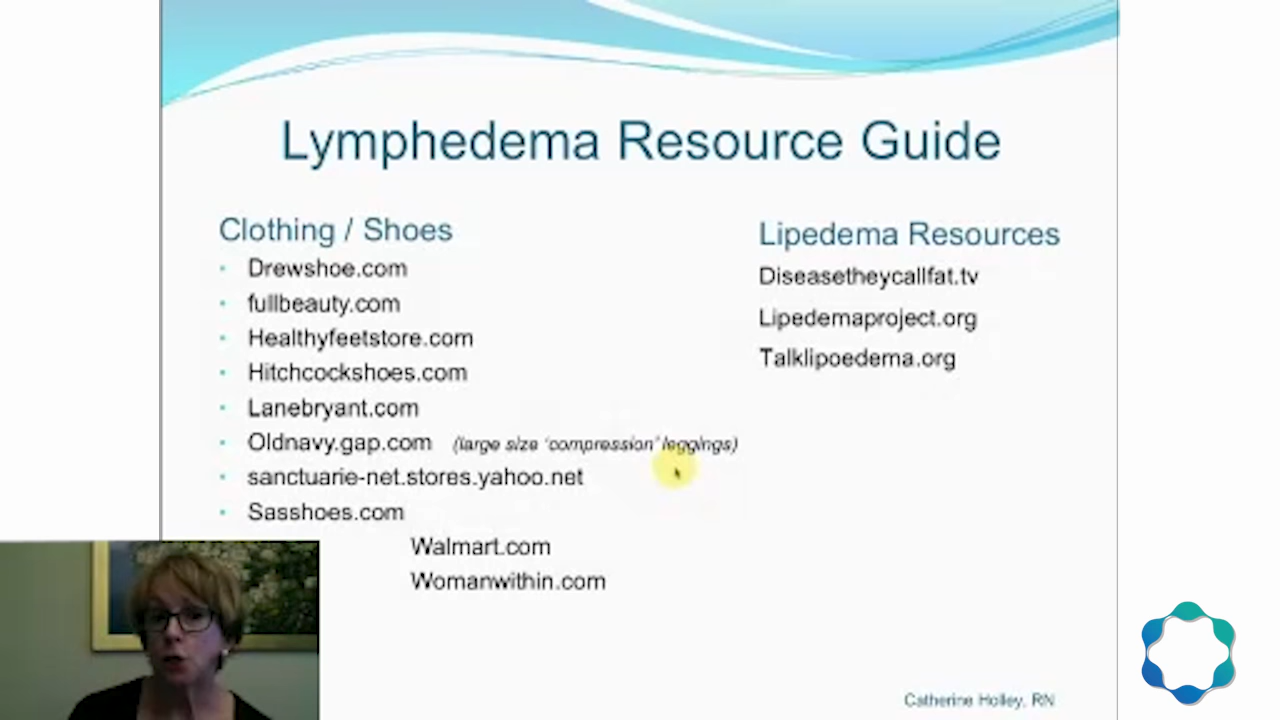 Lymphedema Resource Guide
Clothing / Shoes
Drewshoe.com
fullbeauty.com
Healthyfeetstore.com
Hitchcockshoes.com
Lanebryant.com
Oldnavy.gap.com (large size 'compression' leggings)
sanctuarie-net.stores.yahoo.net
Sasshoes.com
Walmart.com
Womanwithin.com
Lipedema Resources
Diseasetheycallfat.tv
Lipedemaproject.org
Talklipoedema.org
Catherine Holley, RN